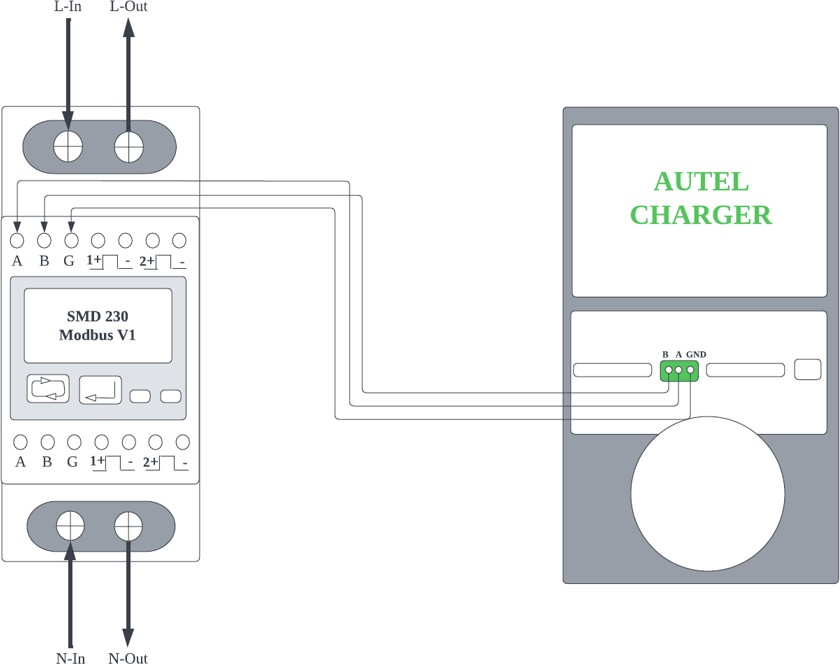 L-In L-Out
AUTEL
CHARGER
A B G 1+ - 2+ -
SMD 230
Modbus V1
B A GND
A B G 1+ - 2+ -
N-In N-Out